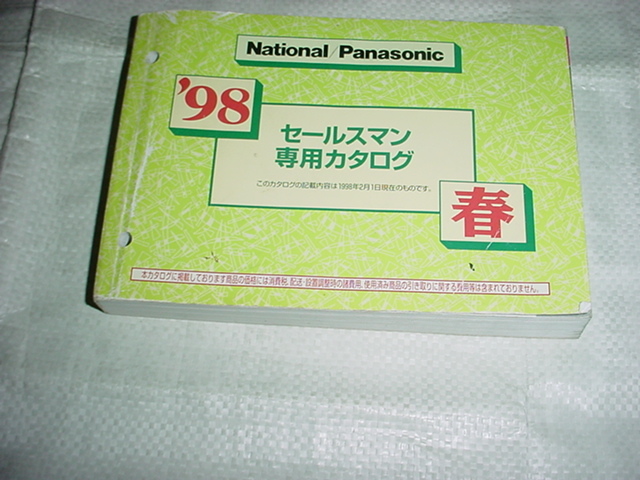 National/Panasonic
'98
セールスマン
専用カタログ
このカタログの記載内容は1998年2月1日現在のものです。
春
本カタログに掲載しております商品の価格には消費税、配送・設置調整時の諸費用、使用済み商品の引き取りに関する費用等は含まれておりません。